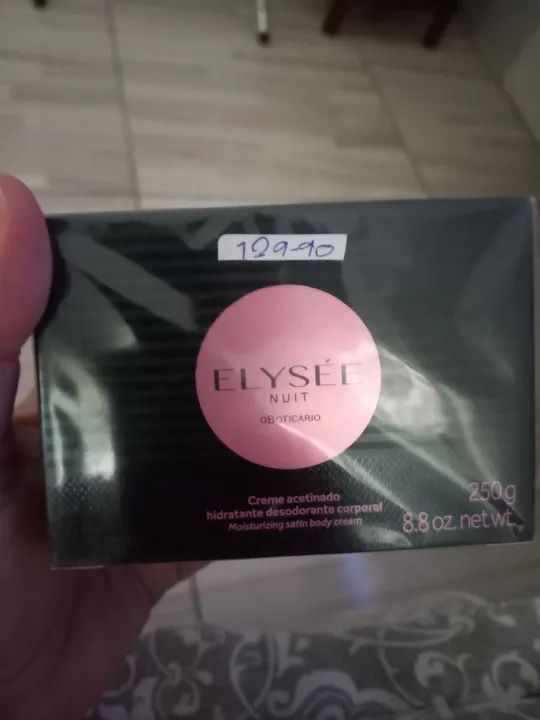 129-90
ELYSÉE
NUIT
oBOTICARIO
Creme acetinado
hidratante desodorante corporal
Moisturizing satin body cream
250g
8.8 oz. net wt.